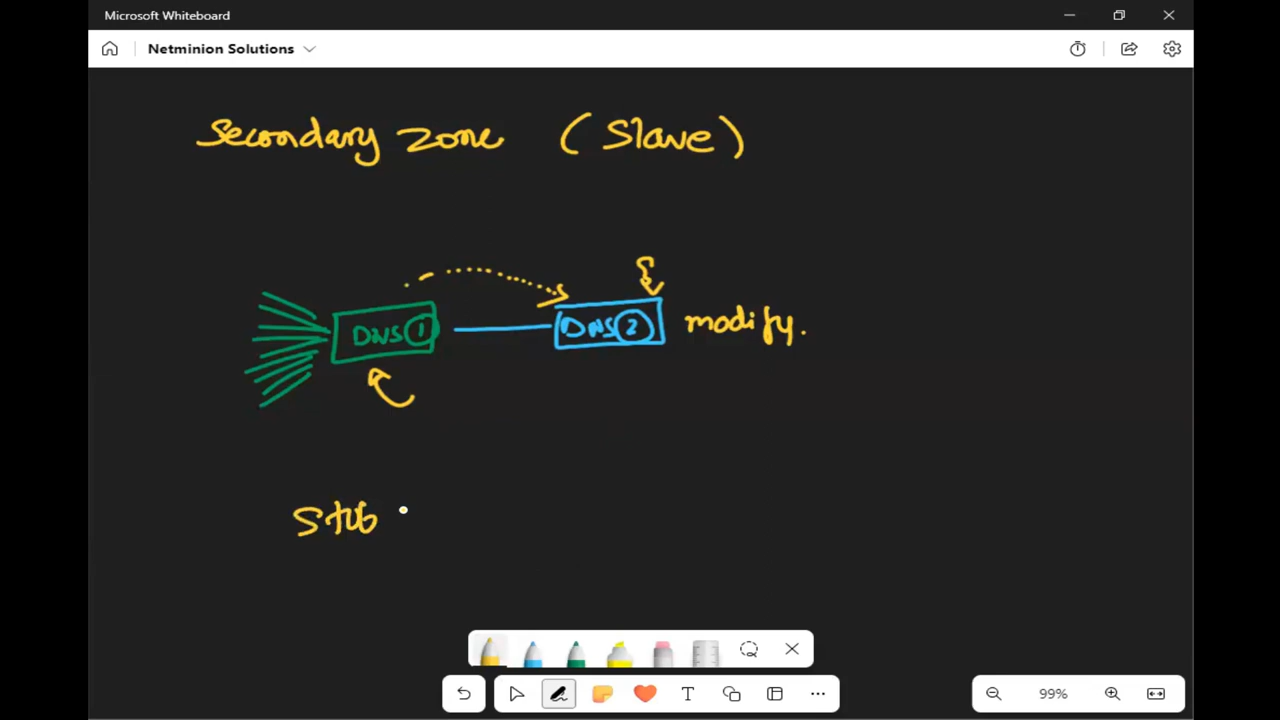 Microsoft Whiteboard
Netminion Solutions
Secondary zone (Slave)
DNS 1
DNS 2
modify.
Stub
99%